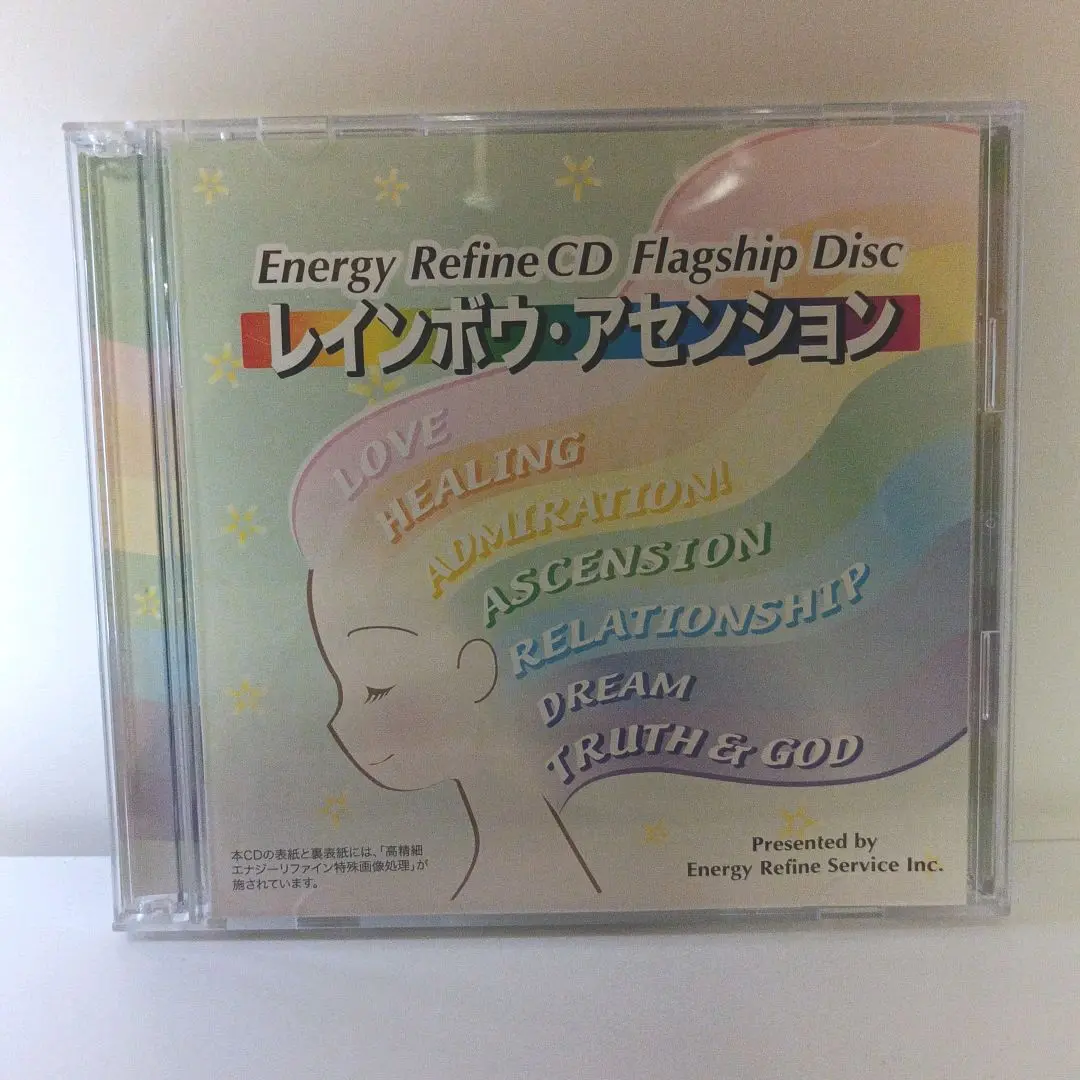 Energy Refine CD Flagship Disc
レインボウ・アセンション
LOVE
HEALING
ADMIRATION!
ASCENSION
RELATIONSHIP
DREAM
TRUTH & GOD
本CDの表紙と裏表紙には、「高精細
エナジーリファイン特殊画像処理」が
施されています。
Presented by
Energy Refine Service Inc.